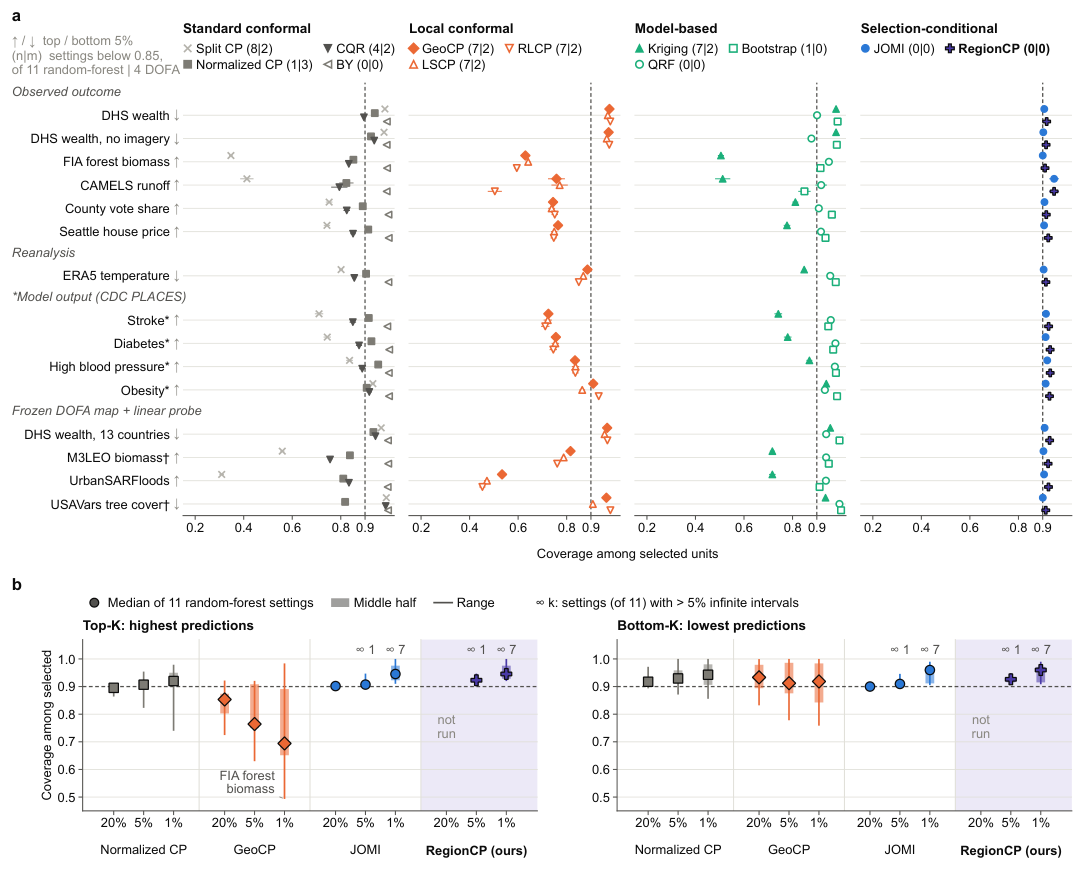 a
↑ / ↓ top / bottom 5%
(n|m) settings below 0.85,
of 11 random-forest | 4 DOFA
Standard conformal
Split CP (8|2)
CQR (4|2)
Normalized CP (1|3)
BY (0|0)
Local conformal
GeoCP (7|2)
RLCP (7|2)
LSCP (7|2)
Model-based
Kriging (7|2)
Bootstrap (1|0)
QRF (0|0)
Selection-conditional
JOMI (0|0)
RegionCP (0|0)
Observed outcome
DHS wealth ↓
DHS wealth, no imagery ↓
FIA forest biomass ↑
CAMELS runoff ↑
County vote share ↑
Seattle house price ↑
Reanalysis
ERA5 temperature ↓
*Model output (CDC PLACES)
Stroke* ↑
Diabetes* ↑
High blood pressure* ↑
Obesity* ↑
Frozen DOFA map + linear probe
DHS wealth, 13 countries ↓
M3LEO biomass† ↑
UrbanSARFloods ↑
USAVars tree cover† ↓
0.2 0.4 0.6 0.8 0.9
0.2 0.4 0.6 0.8 0.9
0.2 0.4 0.6 0.8 0.9
0.2 0.4 0.6 0.8 0.9
Coverage among selected units
b
Median of 11 random-forest settings
Middle half
Range
∞ k: settings (of 11) with > 5% infinite intervals
Top-K: highest predictions
Coverage among selected
1.0
0.9
0.8
0.7
0.6
0.5
∞ 1 ∞ 7
∞ 1 ∞ 7
not
run
FIA forest
biomass
20% 5% 1%
20% 5% 1%
20% 5% 1%
20% 5% 1%
Normalized CP
GeoCP
JOMI
RegionCP (ours)
Bottom-K: lowest predictions
1.0
0.9
0.8
0.7
0.6
0.5
∞ 1 ∞ 7
∞ 1 ∞ 7
not
run
20% 5% 1%
20% 5% 1%
20% 5% 1%
20% 5% 1%
Normalized CP
GeoCP
JOMI
RegionCP (ours)